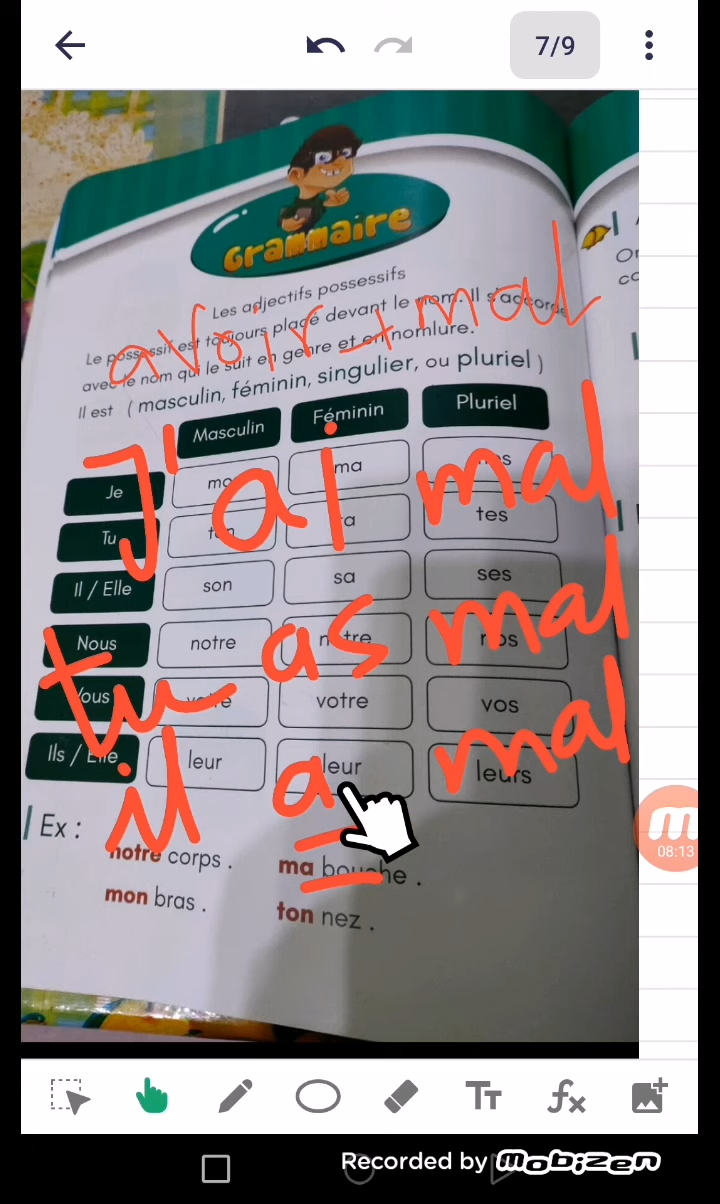 7/9
Grammaire
Les adjectifs possessifs
Le possessif est toujours placé devant le nom. Il s'accorde
avec le nom qui le suit en genre et en nomlure.
Il est ( masculin, féminin, singulier, ou pluriel )
avoir + mal
Masculin Féminin Pluriel
Je ma
J'ai mal
Tu tes
Il / Elle son sa ses
Nous notre
tu as mal
votre vos
Ils / leur leur leurs
il a mal
Ex :
notre corps . ma bouche .
mon bras . ton nez .
08:13
Tt fx
Recorded by Mobizen